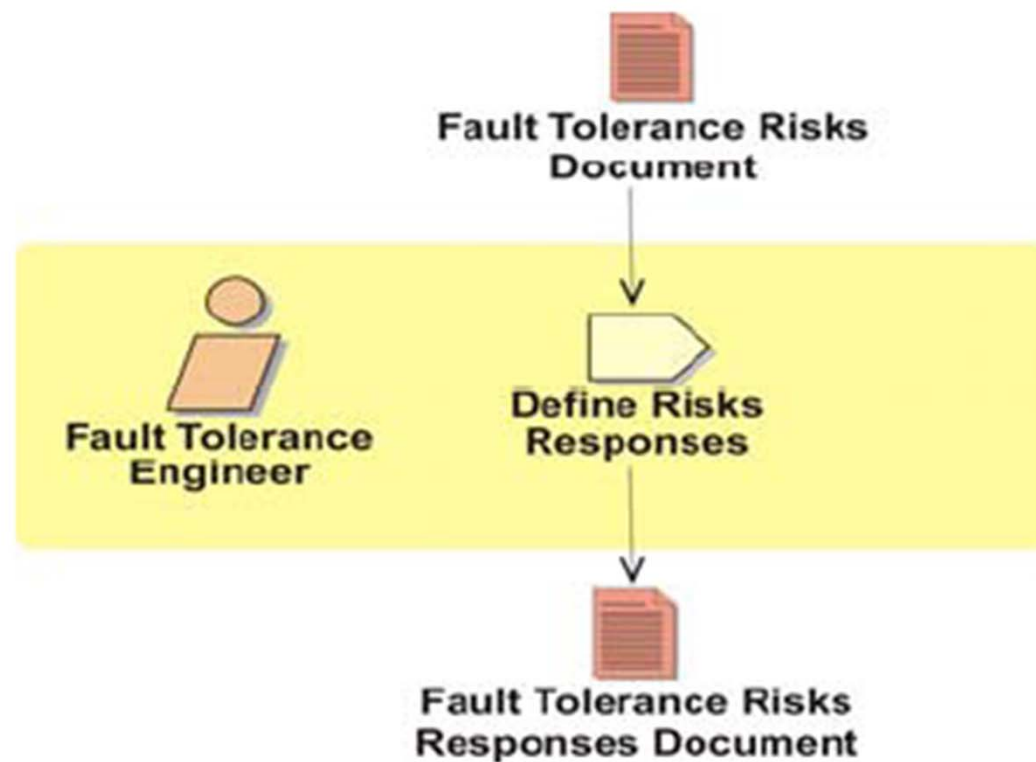 Fault Tolerance Risks
Document
Fault Tolerance
Engineer
Define Risks
Responses
Fault Tolerance Risks
Responses Document